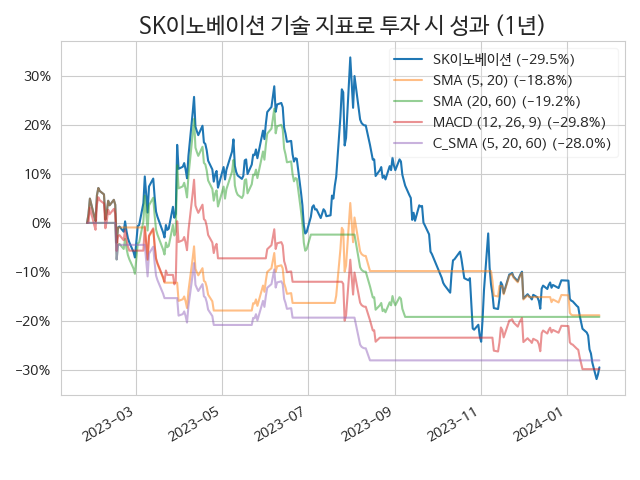 SK이노베이션 기술 지표로 투자 시 성과 (1년)
SK이노베이션 (−29.5%)
SMA (5, 20) (−18.8%)
SMA (20, 60) (−19.2%)
MACD (12, 26, 9) (−29.8%)
C_SMA (5, 20, 60) (−28.0%)
30%
20%
10%
0%
−10%
−20%
−30%
2023−03
2023−05
2023−07
2023−09
2023−11
2024−01